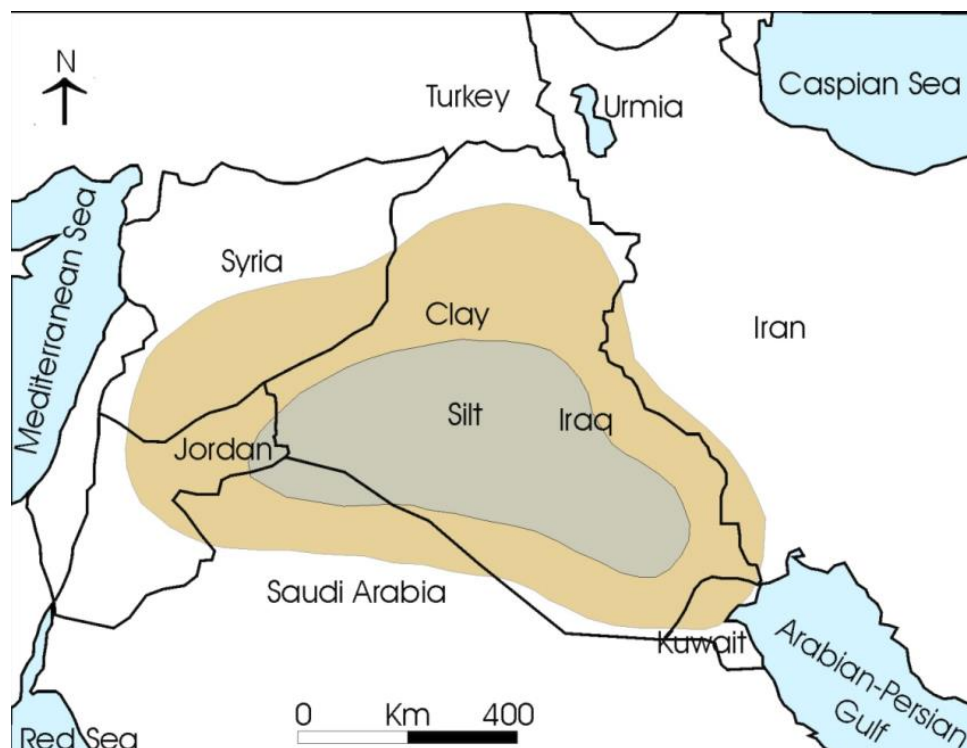 N
Turkey
Urmia
Caspian Sea
Mediterranean Sea
Syria
Clay
Iran
Silt
Iraq
Jordan
Saudi Arabia
Kuwait
Arabian-Persian
Gulf
0 Km 400
Red Sea